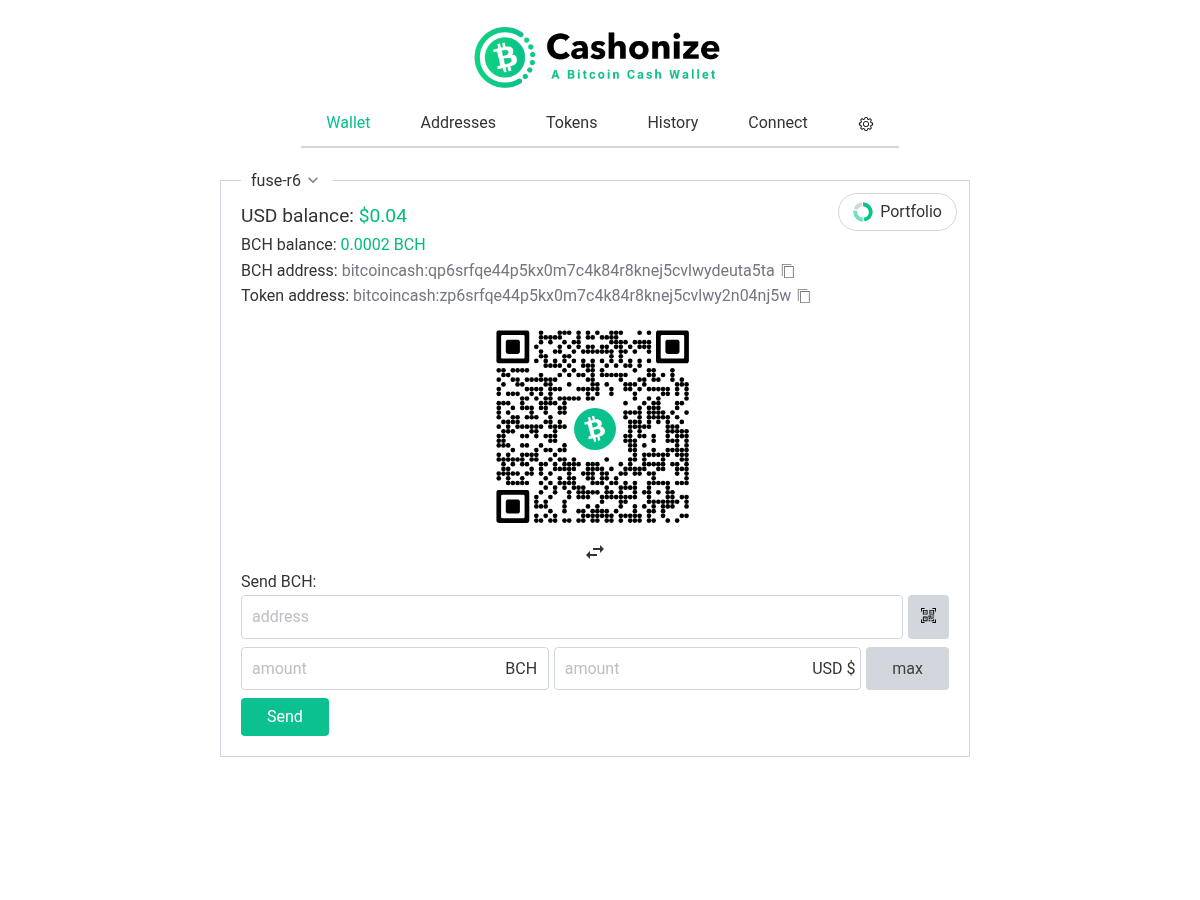 Cashonize
A Bitcoin Cash Wallet
Wallet Addresses Tokens History Connect
fuse-r6
USD balance: $0.04
Portfolio
BCH balance: 0.0002 BCH
BCH address: bitcoincash:qp6srfqe44p5kx0m7c4k84r8knej5cvlwydeuta5ta
Token address: bitcoincash:zp6srfqe44p5kx0m7c4k84r8knej5cvlwy2n04nj5w
Send BCH:
address
amount BCH amount USD $ max
Send